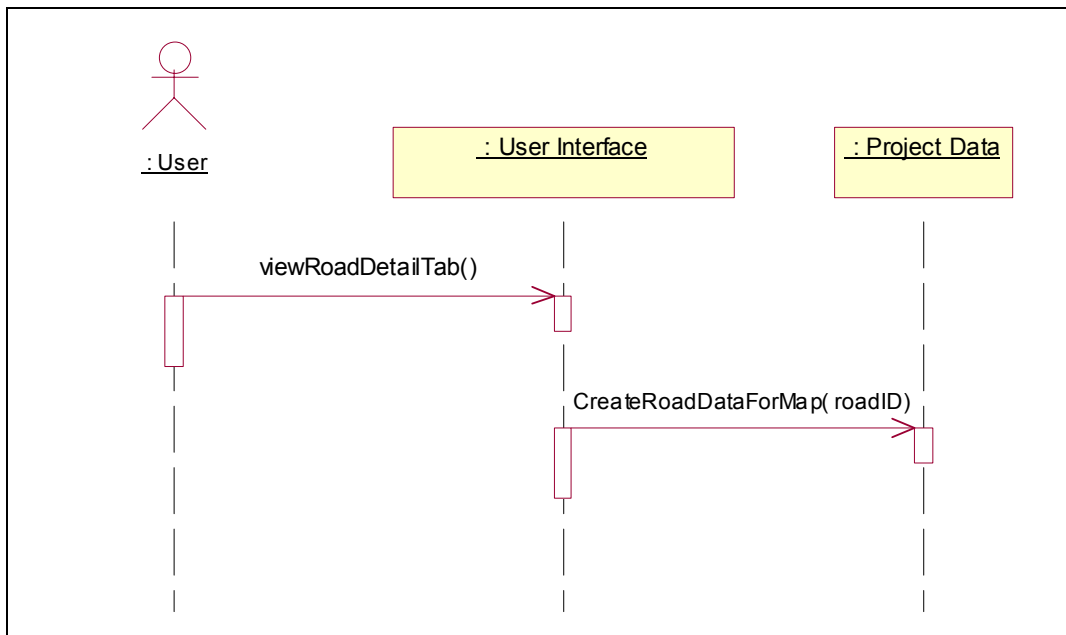 : User
: User Interface
: Project Data
viewRoadDetailTab()
CreateRoadDataForMap( roadID)